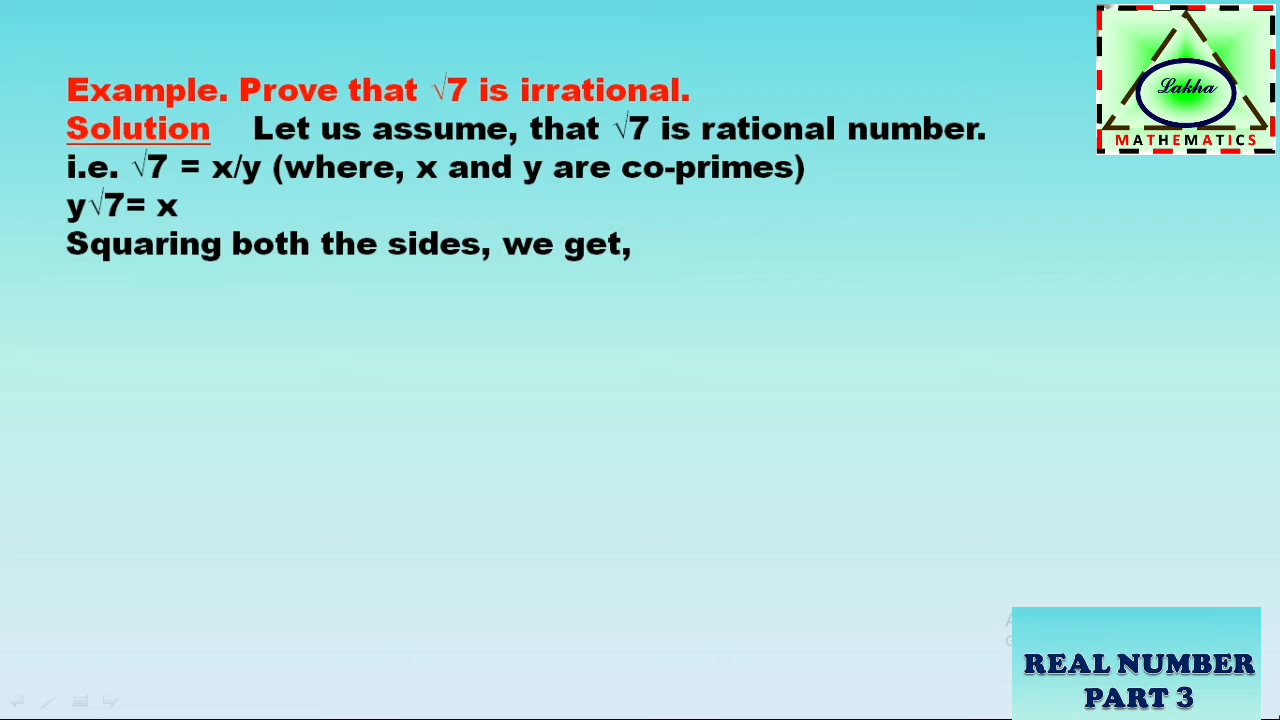 Example. Prove that √7 is irrational.
Solution Let us assume, that √7 is rational number.
i.e. √7 = x/y (where, x and y are co-primes)
y√7= x
Squaring both the sides, we get,
Lakha
MATHEMATICS
REAL NUMBER
PART 3